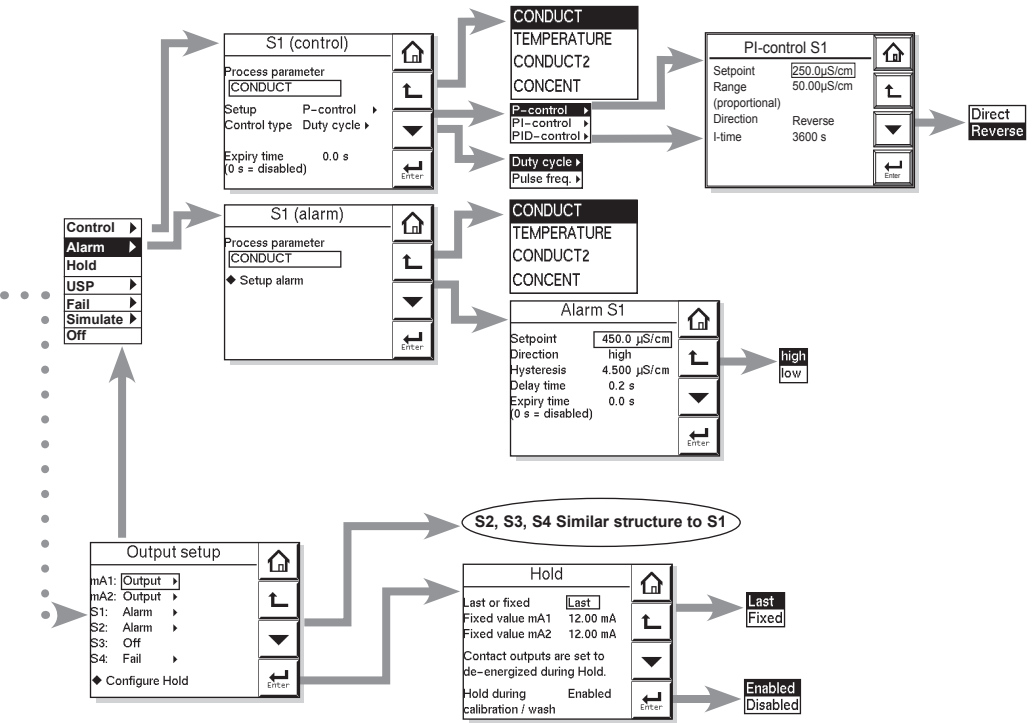 S1 (control)
Process parameter
CONDUCT
Setup P-control
Control type Duty cycle
Expiry time 0.0 s
(0 s = disabled)
Enter
CONDUCT
TEMPERATURE
CONDUCT2
CONCENT
P-control
PI-control
PID-control
Duty cycle
Pulse freq.
PI-control S1
Setpoint 250.0µS/cm
Range 50.00µS/cm
(proportional)
Direction Reverse
I-time 3600 s
Enter
Direct
Reverse
Control
Alarm
Hold
USP
Fail
Simulate
Off
S1 (alarm)
Process parameter
CONDUCT
◆ Setup alarm
Enter
CONDUCT
TEMPERATURE
CONDUCT2
CONCENT
Alarm S1
Setpoint 450.0 µS/cm
Direction high
Hysteresis 4.500 µS/cm
Delay time 0.2 s
Expiry time 0.0 s
(0 s = disabled)
Enter
high
low
S2, S3, S4 Similar structure to S1
Output setup
mA1: Output
mA2: Output
S1: Alarm
S2: Alarm
S3: Off
S4: Fail
◆ Configure Hold
Enter
Hold
Last or fixed Last
Fixed value mA1 12.00 mA
Fixed value mA2 12.00 mA
Contact outputs are set to
de-energized during Hold.
Hold during Enabled
calibration / wash
Enter
Last
Fixed
Enabled
Disabled